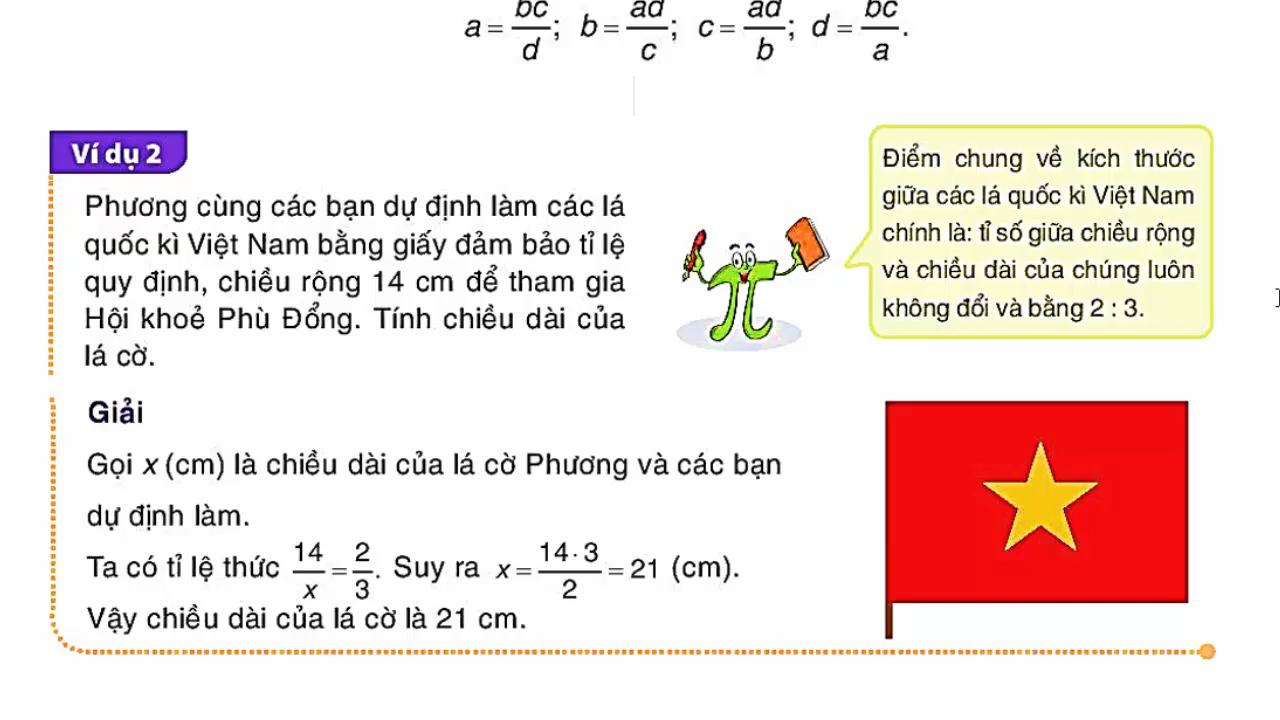 a = bc/d; b = ad/c; c = ad/b; d = bc/a.
Ví dụ 2
Phương cùng các bạn dự định làm các lá
quốc kì Việt Nam bằng giấy đảm bảo tỉ lệ
quy định, chiều rộng 14 cm để tham gia
Hội khoẻ Phù Đổng. Tính chiều dài của
lá cờ.
Điểm chung về kích thước
giữa các lá quốc kì Việt Nam
chính là: tỉ số giữa chiều rộng
và chiều dài của chúng luôn
không đổi và bằng 2 : 3.
Giải
Gọi x (cm) là chiều dài của lá cờ Phương và các bạn
dự định làm.
Ta có tỉ lệ thức 14/x = 2/3. Suy ra x = 14·3/2 = 21 (cm).
Vậy chiều dài của lá cờ là 21 cm.